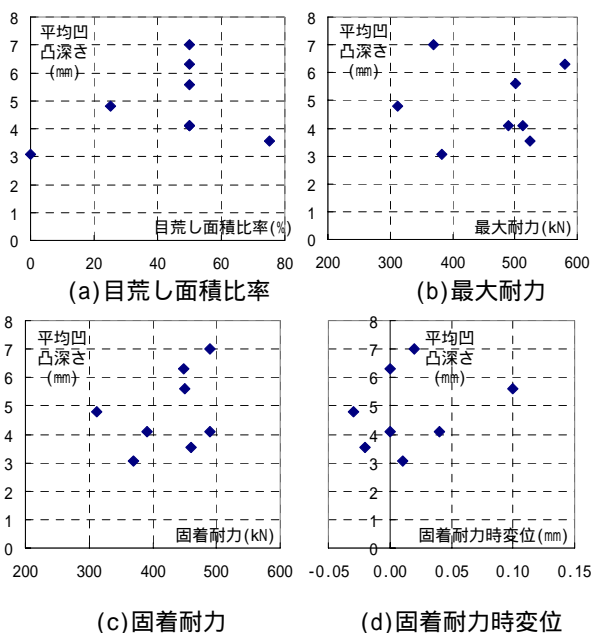 8
7
6
5
4
3
2
1
0
平均凹
凸深さ
(㎜)
目荒し面積比率(%)
0 20 40 60 80
(a)目荒し面積比率
8
7
6
5
4
3
2
1
0
平均凹
凸深さ
(㎜)
最大耐力(kN)
200 300 400 500 600
(b)最大耐力
8
7
6
5
4
3
2
1
0
平均凹
凸深さ
(㎜)
固着耐力(kN)
200 300 400 500 600
(c)固着耐力
8
7
6
5
4
3
2
1
0
平均凹
凸深さ
(㎜)
固着耐力時変位(㎜)
-0.05 0.00 0.05 0.10 0.15
(d)固着耐力時変位